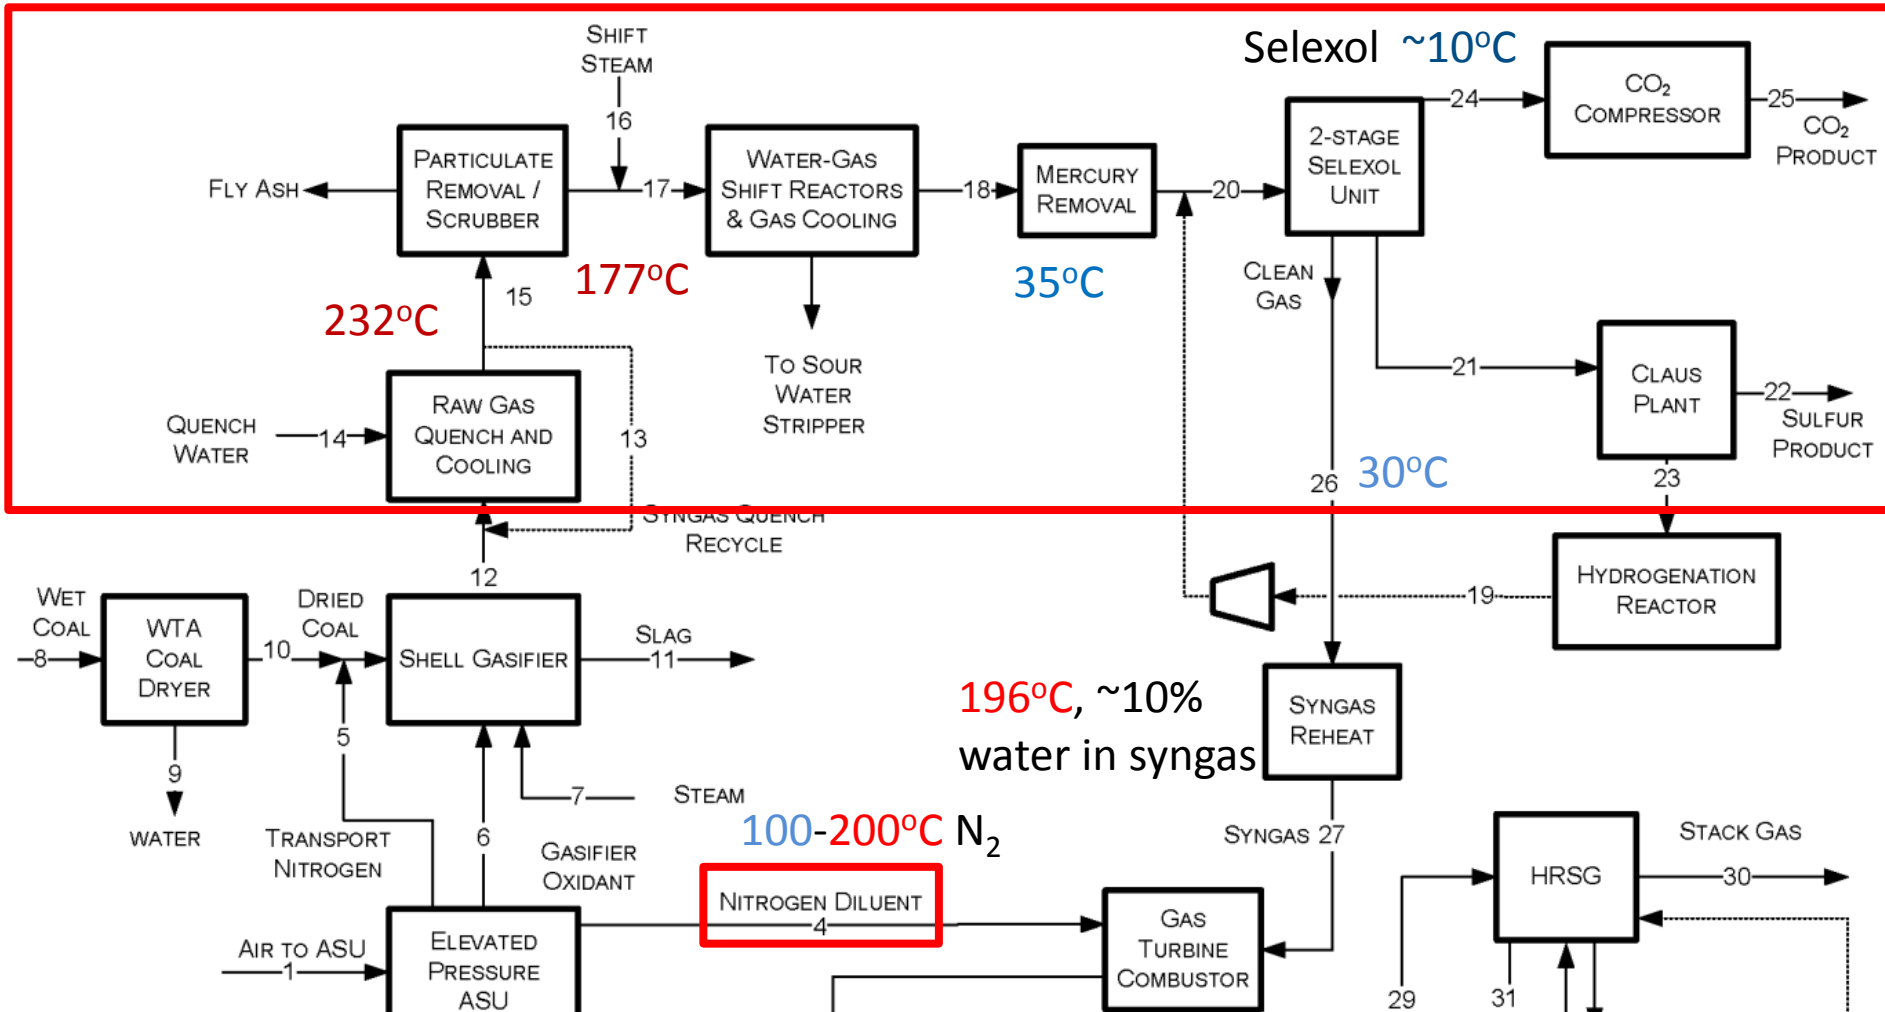 SHIFT
STEAM
16
Selexol ~10°C
24
CO2
COMPRESSOR
25
CO2
PRODUCT
FLY ASH
PARTICULATE
REMOVAL /
SCRUBBER
17
WATER-GAS
SHIFT REACTORS
& GAS COOLING
18
MERCURY
REMOVAL
20
2-STAGE
SELEXOL
UNIT
232°C
15
177°C
35°C
CLEAN
GAS
TO SOUR
WATER
STRIPPER
21
CLAUS
PLANT
22
SULFUR
PRODUCT
QUENCH
WATER
14
RAW GAS
QUENCH AND
COOLING
13
26
30°C
23
SYNGAS QUENCH
RECYCLE
12
HYDROGENATION
REACTOR
19
WET
COAL
8
WTA
COAL
DRYER
10
DRIED
COAL
SHELL GASIFIER
SLAG
11
9
WATER
5
TRANSPORT
NITROGEN
6
7
STEAM
GASIFIER
OXIDANT
196°C, ~10%
water in syngas
SYNGAS
REHEAT
100-200°C N2
SYNGAS 27
NITROGEN DILUENT
4
AIR TO ASU
1
ELEVATED
PRESSURE
ASU
GAS
TURBINE
COMBUSTOR
HRSG
STACK GAS
30
29
31